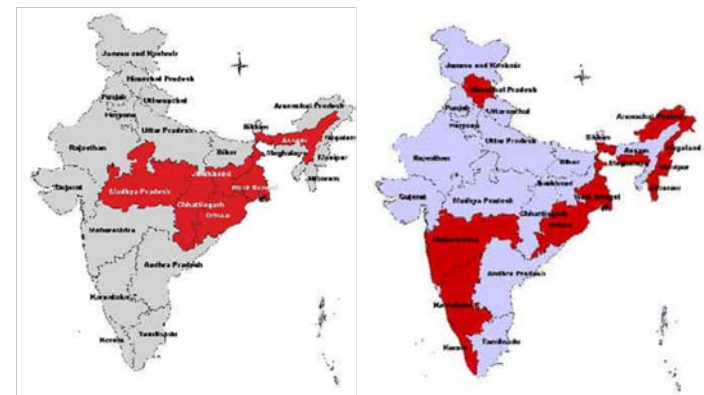 Jammu and Kashmir
Himachal Pradesh
Punjab
Uttaranchal
Haryana
Arunachal Pradesh
Rajasthan
Uttar Pradesh
Sikkim
Assam
Nagaland
Bihar
Meghalaya
Manipur
Jharkhand
Mizoram
Gujarat
Madhya Pradesh
West Bengal
Chhattisgarh
Orissa
Maharashtra
Andhra Pradesh
Karnataka
Kerala
Tamilnadu
Jammu and Kashmir
Himachal Pradesh
Punjab
Uttaranchal
Haryana
Arunachal Pradesh
Rajasthan
Uttar Pradesh
Sikkim
Assam
Nagaland
Bihar
Meghalaya
Manipur
Jharkhand
Mizoram
Gujarat
Madhya Pradesh
West Bengal
Chhattisgarh
Orissa
Maharashtra
Andhra Pradesh
Karnataka
Kerala
Tamilnadu